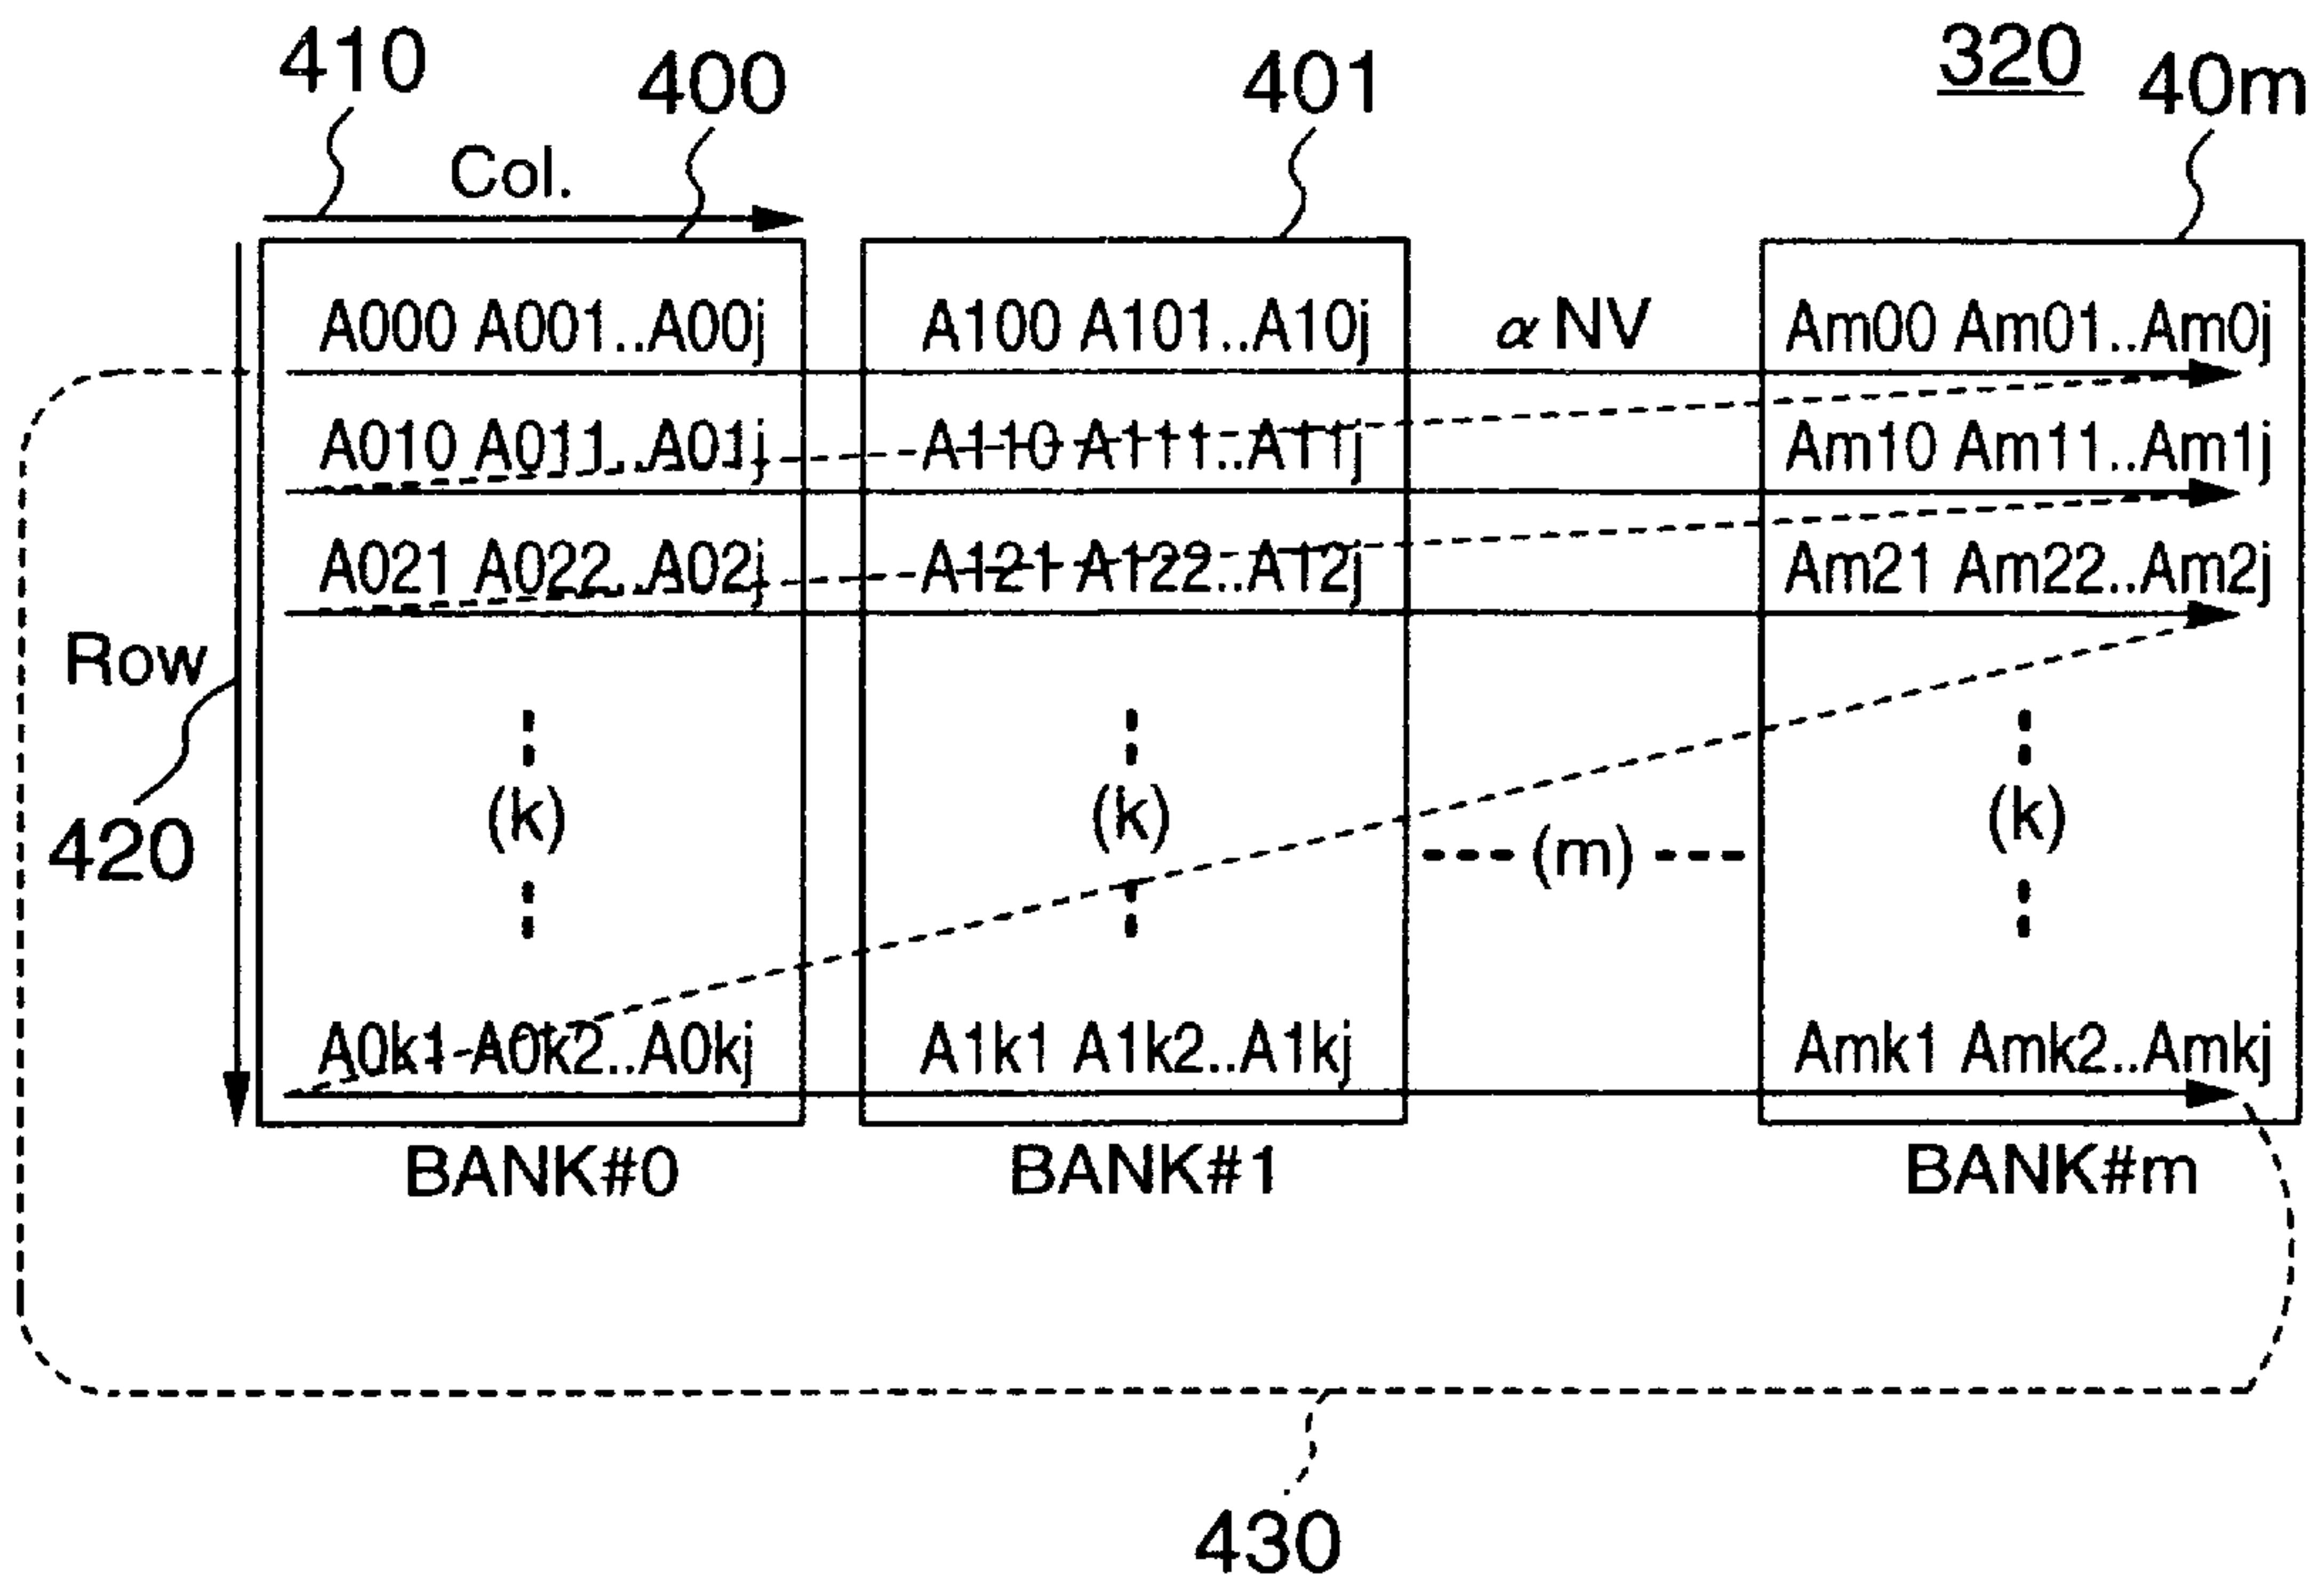 410 400 401 320 40m
Col.
A000 A001..A00j A100 A101..A10j α NV Am00 Am01..Am0j
A010 A011..A01j A110 A111..A11j Am10 Am11..Am1j
A021 A022..A02j A121 A122..A12j Am21 Am22..Am2j
Row
420
(k) (k) (m) (k)
A0k1 A0k2..A0kj A1k1 A1k2..A1kj Amk1 Amk2..Amkj
BANK#0 BANK#1 BANK#m
430